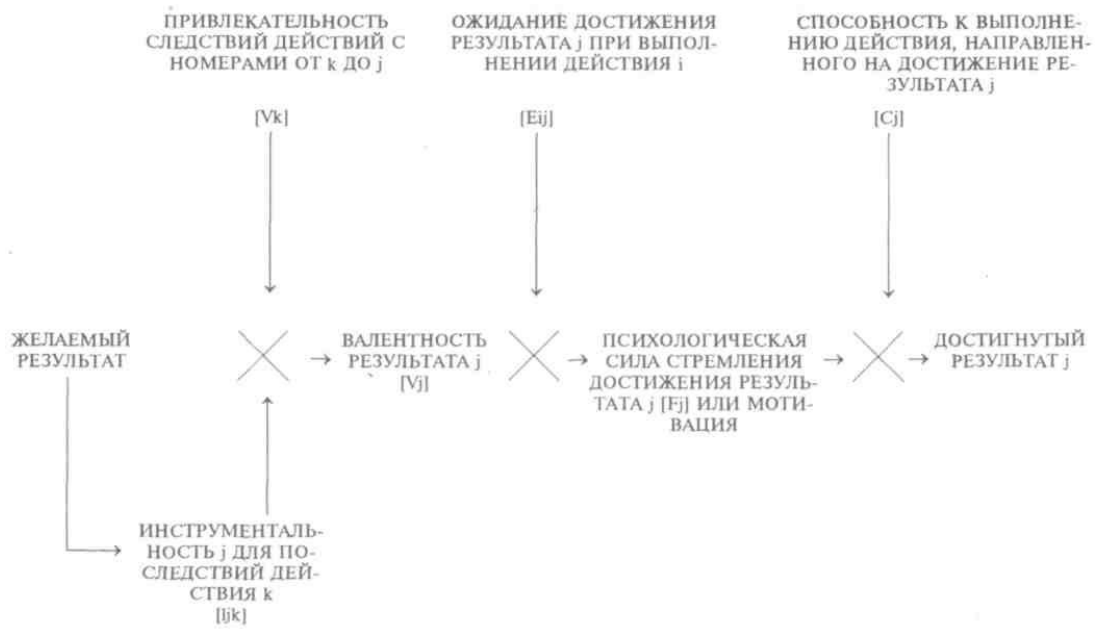 ПРИВЛЕКАТЕЛЬНОСТЬ
СЛЕДСТВИЙ ДЕЙСТВИЙ С
НОМЕРАМИ ОТ k ДО j
[Vk]
ОЖИДАНИЕ ДОСТИЖЕНИЯ
РЕЗУЛЬТАТА j ПРИ ВЫПОЛ-
НЕНИИ ДЕЙСТВИЯ i
[Eij]
СПОСОБНОСТЬ К ВЫПОЛНЕ-
НИЮ ДЕЙСТВИЯ, НАПРАВЛЕН-
НОГО НА ДОСТИЖЕНИЕ РЕ-
ЗУЛЬТАТА j
[Cj]
ЖЕЛАЕМЫЙ
РЕЗУЛЬТАТ
ВАЛЕНТНОСТЬ
РЕЗУЛЬТАТА j
[Vj]
ПСИХОЛОГИЧЕСКАЯ
СИЛА СТРЕМЛЕНИЯ
ДОСТИЖЕНИЯ РЕЗУЛЬ-
ТАТА j [Fj] ИЛИ МОТИ-
ВАЦИЯ
ДОСТИГНУТЫЙ
РЕЗУЛЬТАТ j
ИНСТРУМЕНТАЛЬ-
НОСТЬ j ДЛЯ ПО-
СЛЕДСТВИЙ ДЕЙ-
СТВИЯ k
[Ijk]